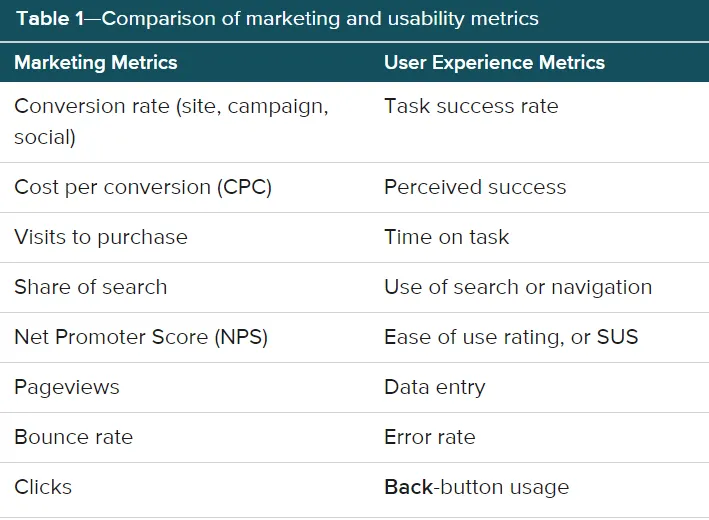 Table 1—Comparison of marketing and usability metrics
Marketing Metrics User Experience Metrics
Conversion rate (site, campaign, Task success rate
social)
Cost per conversion (CPC) Perceived success
Visits to purchase Time on task
Share of search Use of search or navigation
Net Promoter Score (NPS) Ease of use rating, or SUS
Pageviews Data entry
Bounce rate Error rate
Clicks Back-button usage